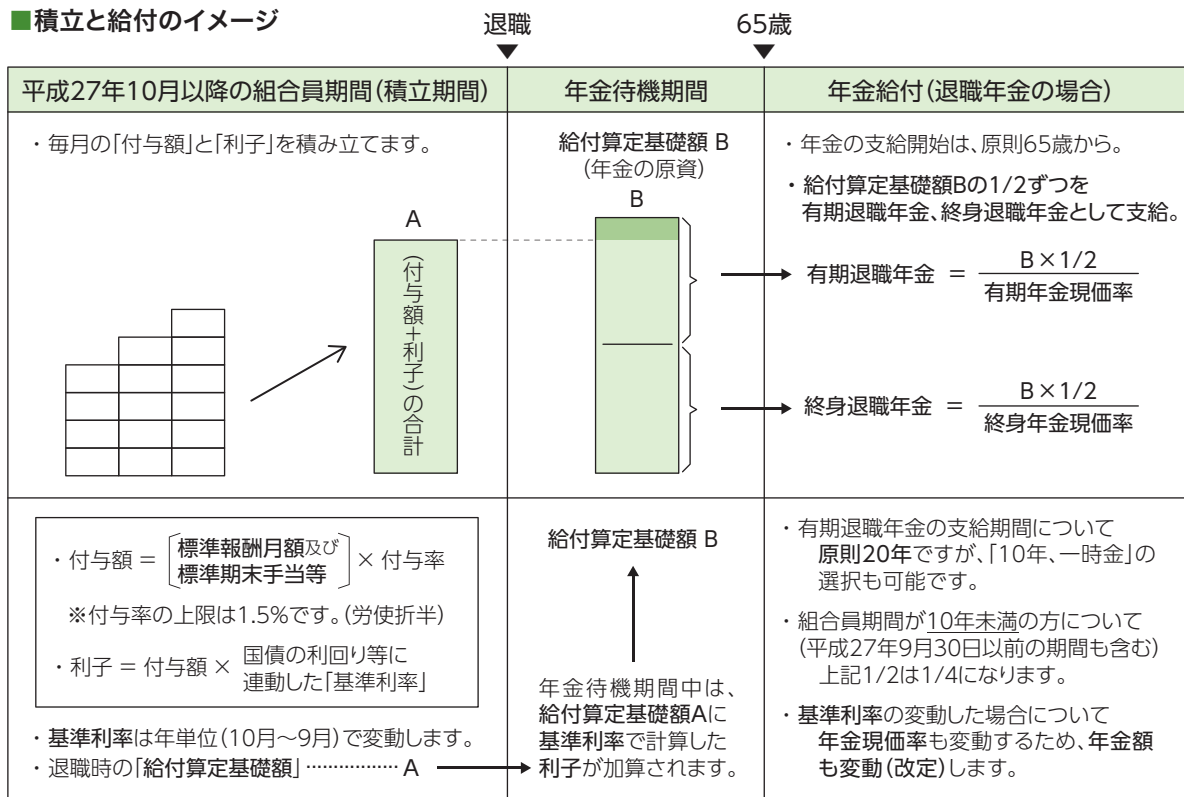 ■積立と給付のイメージ
退職
65歳
▼
▼
平成27年10月以降の組合員期間(積立期間)
年金待機期間
年金給付(退職年金の場合)
・毎月の「付与額」と「利子」を積み立てます。
A
(付与額+利子)の合計
給付算定基礎額 B
(年金の原資)
B
・年金の支給開始は、原則65歳から。
・給付算定基礎額Bの1/2ずつを
有期退職年金、終身退職年金として支給。
有期退職年金 = B×1/2
有期年金現価率
終身退職年金 = B×1/2
終身年金現価率
・付与額 = [標準報酬月額及び
標準期末手当等] × 付与率
※付与率の上限は1.5%です。(労使折半)
・利子 = 付与額 × 国債の利回り等に
連動した「基準利率」
・基準利率は年単位(10月〜9月)で変動します。
・退職時の「給付算定基礎額」……………… A
給付算定基礎額 B
年金待機期間中は、
給付算定基礎額Aに
基準利率で計算した
利子が加算されます。
・有期退職年金の支給期間について
原則20年ですが、「10年、一時金」の
選択も可能です。
・組合員期間が10年未満の方について
(平成27年9月30日以前の期間も含む)
上記1/2は1/4になります。
・基準利率の変動した場合について
年金現価率も変動するため、年金額
も変動(改定)します。